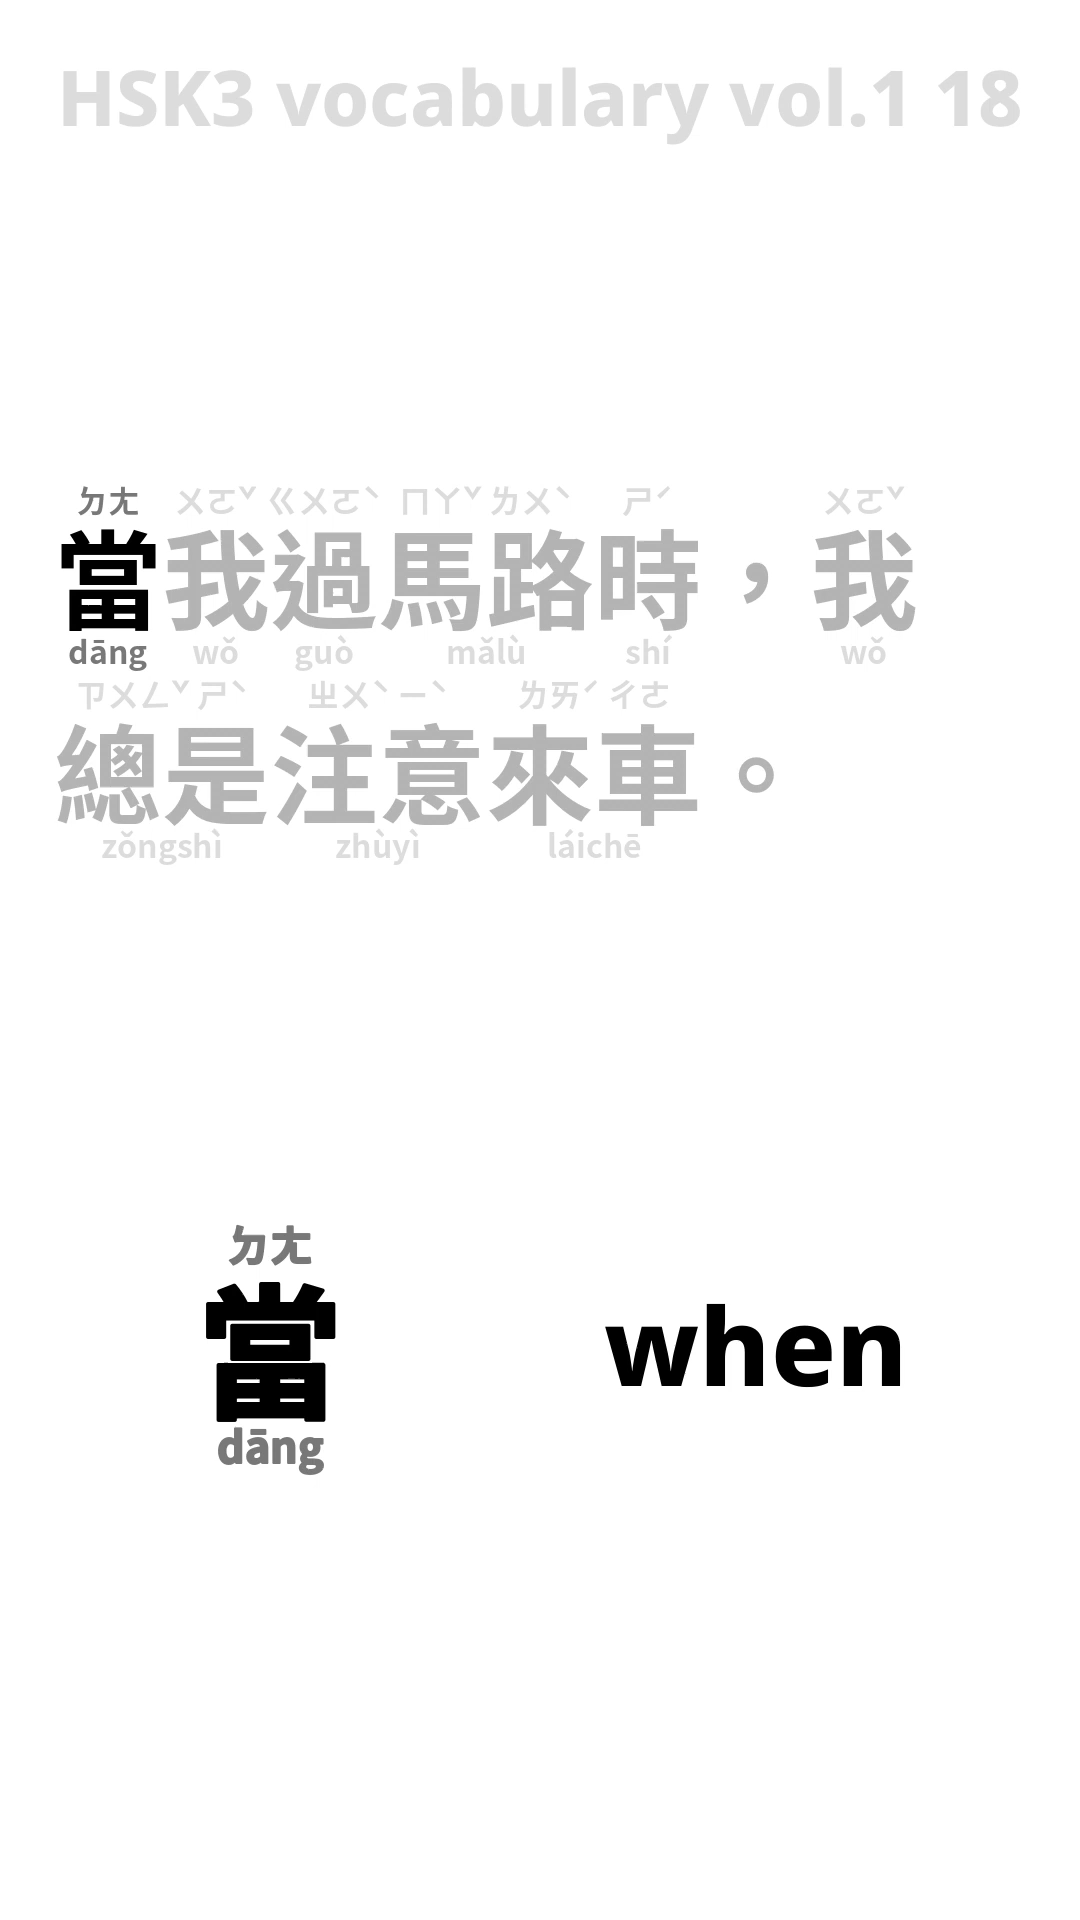 HSK3 vocabulary vol.1 18
ㄉㄤ ㄨㄛˇ ㄍㄨㄛˋ ㄇㄚˇ ㄌㄨˋ ㄕˊ ㄨㄛˇ
當我過馬路時，我
dāng wǒ guò mǎlù shí wǒ
ㄗㄨㄥˇ ㄕˋ ㄓㄨˋ ㄧˋ ㄌㄞˊ ㄔㄜ
總是注意來車。
zǒngshì zhùyì láichē
ㄉㄤ
當
dāng
when